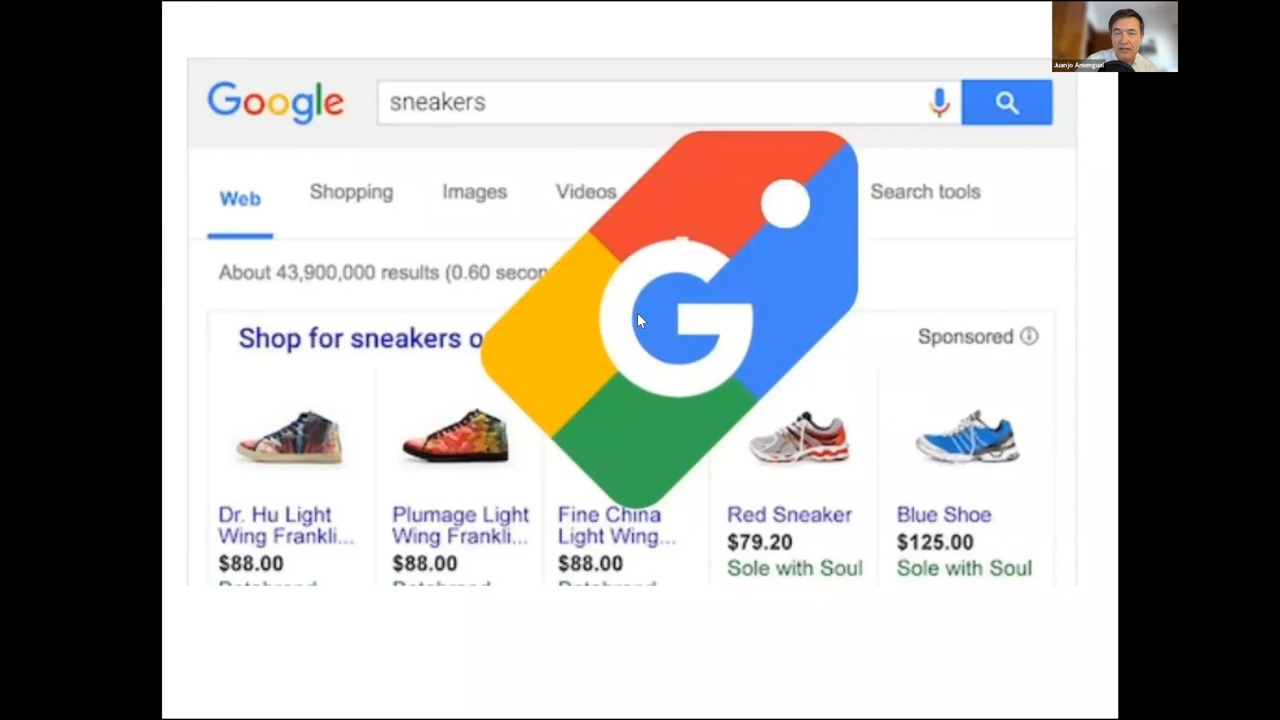 Juanjo Amengual
Google
sneakers
Web
Shopping
Images
Videos
Search tools
About 43,900,000 results (0.60 secon
Shop for sneakers o
Sponsored
G
Dr. Hu Light
Wing Frankli...
$88.00
Plumage Light
Wing Frankli...
$88.00
Fine China
Light Wing...
$88.00
Red Sneaker
$79.20
Sole with Soul
Blue Shoe
$125.00
Sole with Soul